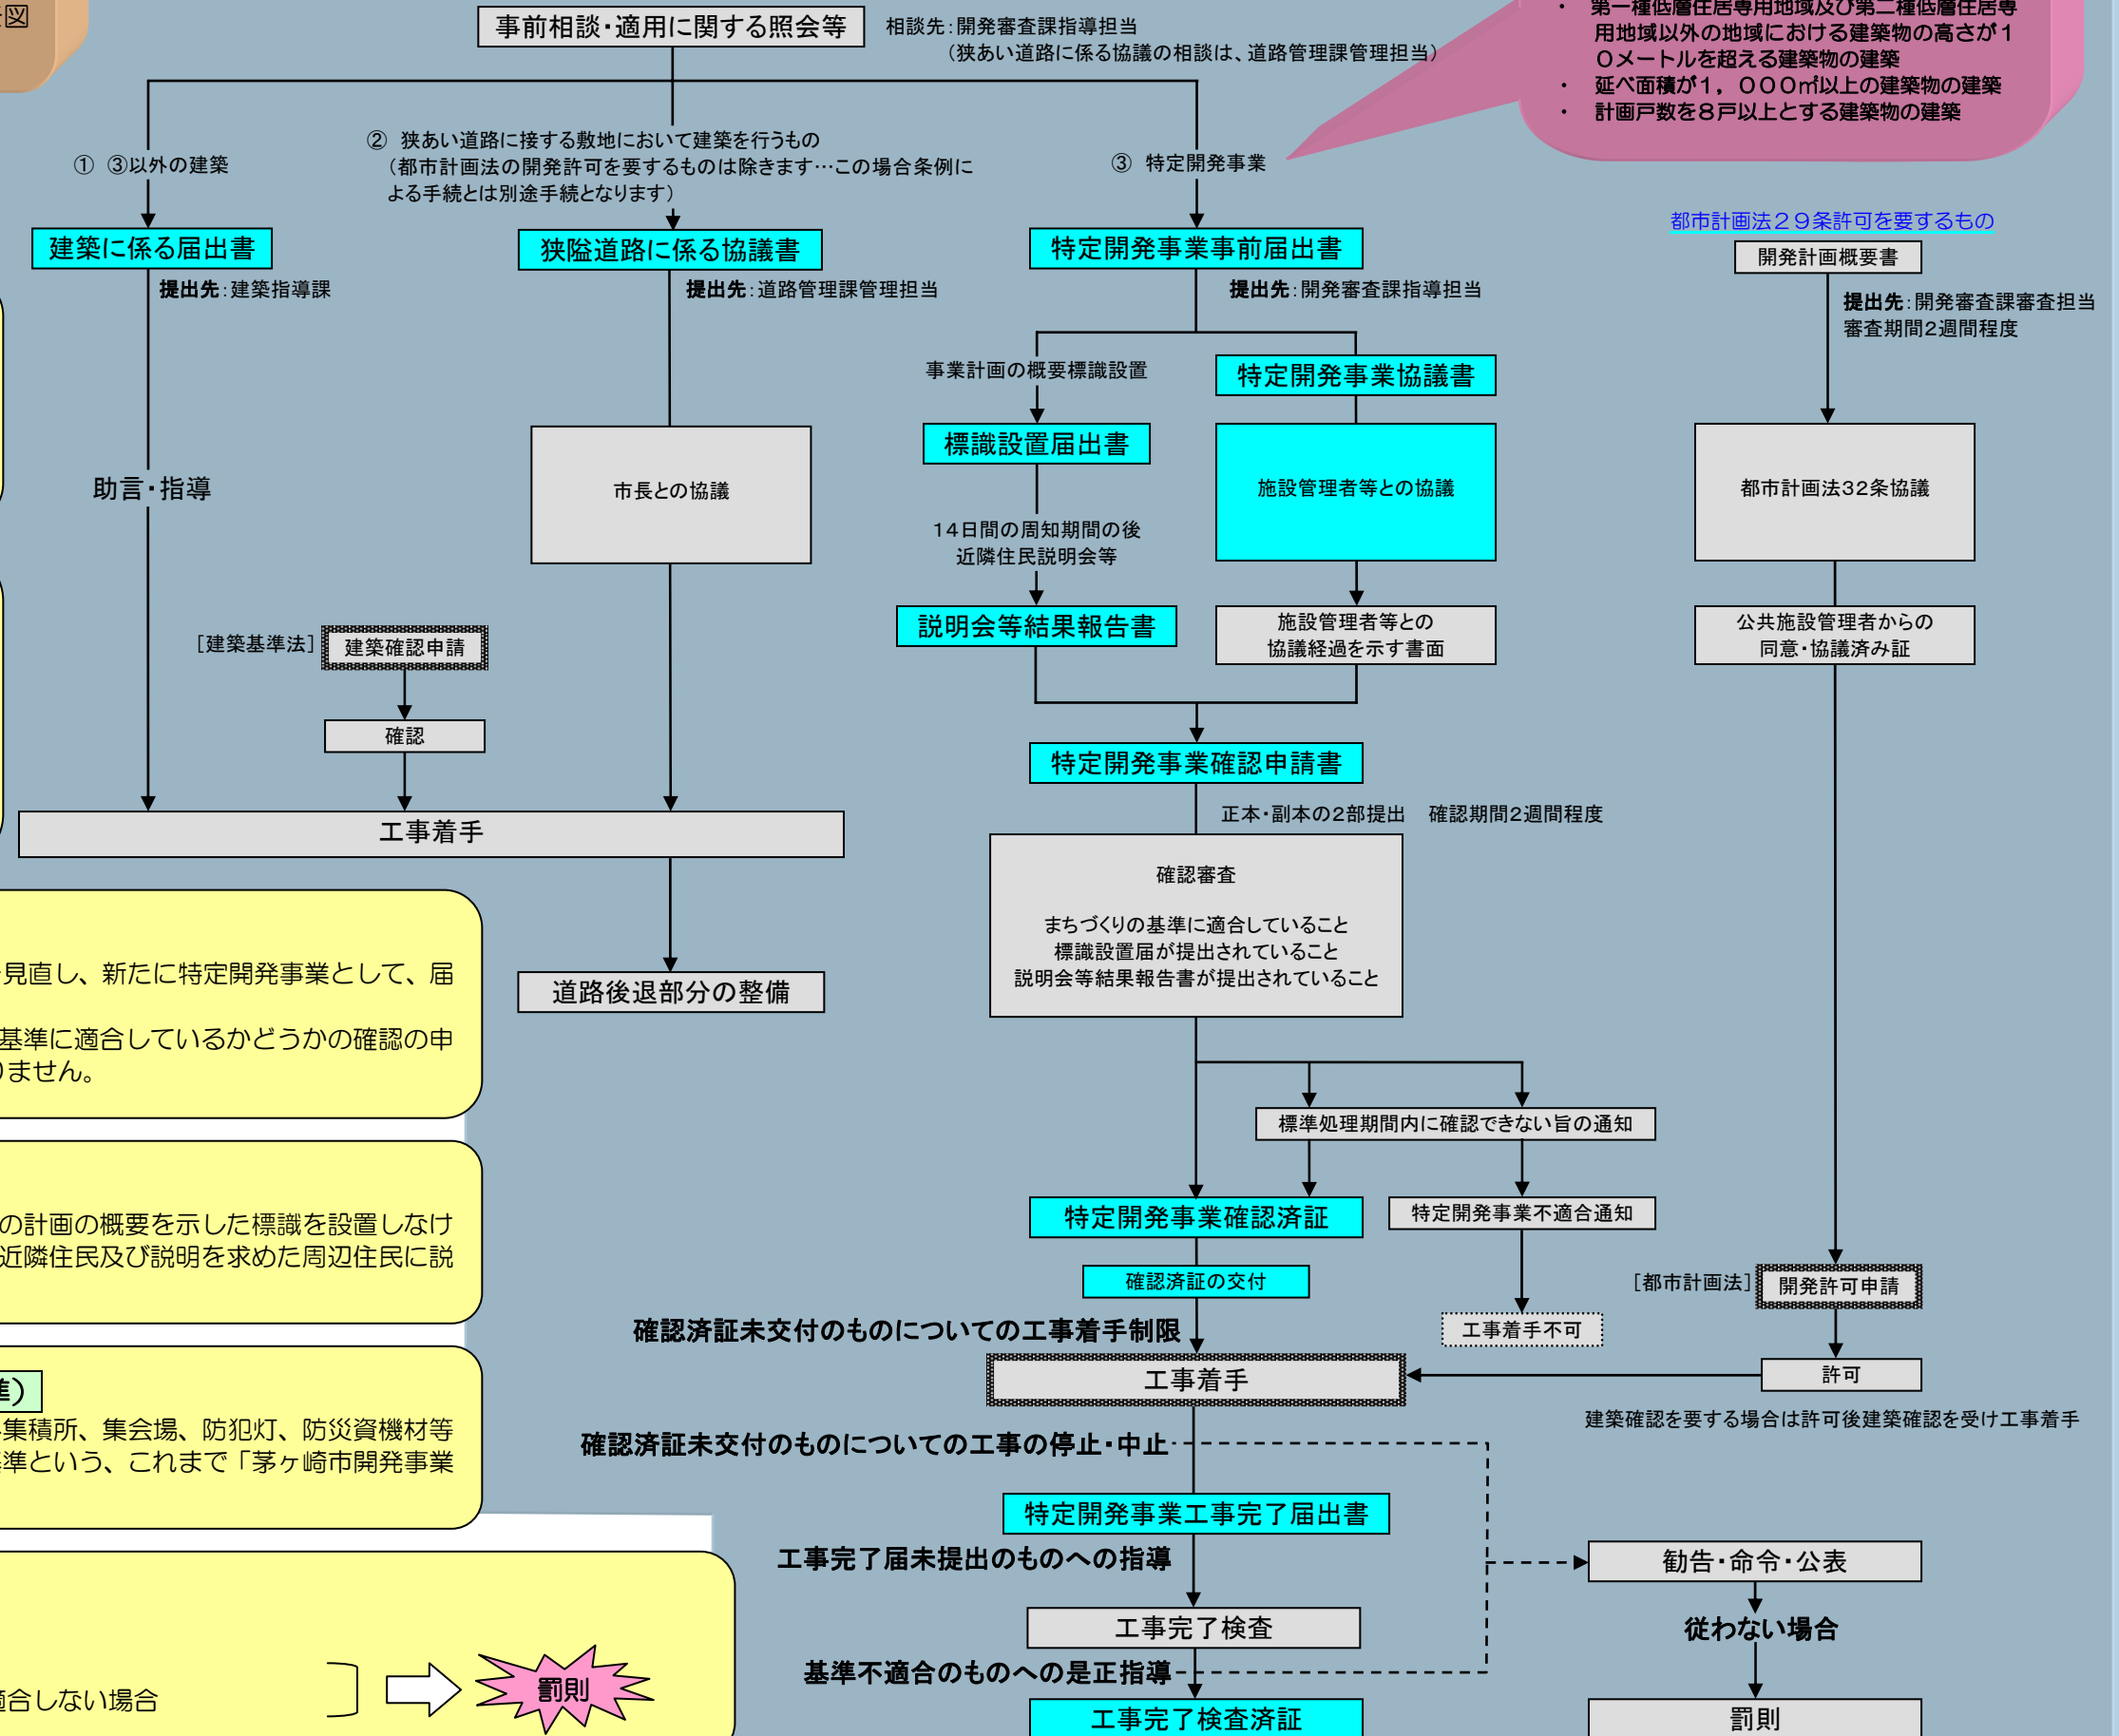 図
事前相談・適用に関する照会等
相談先：開発審査課指導担当
（狭あい道路に係る協議の相談は、道路管理課管理担当）
・ 第一種低層住居専用地域及び第二種低層住居専
用地域以外の地域における建築物の高さが１
０メートルを超える建築物の建築
・ 延べ面積が１，０００㎡以上の建築物の建築
・ 計画戸数を８戸以上とする建築物の建築
① ③以外の建築
② 狭あい道路に接する敷地において建築を行うもの
（都市計画法の開発許可を要するものは除きます…この場合条例に
よる手続とは別途手続となります）
③ 特定開発事業
都市計画法２９条許可を要するもの
建築に係る届出書
狭隘道路に係る協議書
特定開発事業事前届出書
開発計画概要書
提出先：建築指導課
提出先：道路管理課管理担当
提出先：開発審査課指導担当
提出先：開発審査課審査担当
審査期間2週間程度
事業計画の概要標識設置
特定開発事業協議書
標識設置届出書
助言・指導
市長との協議
施設管理者等との協議
都市計画法32条協議
14日間の周知期間の後
近隣住民説明会等
説明会等結果報告書
施設管理者等との
協議経過を示す書面
公共施設管理者からの
同意・協議済み証
［建築基準法］
建築確認申請
確認
特定開発事業確認申請書
正本・副本の2部提出　確認期間2週間程度
工事着手
確認審査
まちづくりの基準に適合していること
標識設置届が提出されていること
説明会等結果報告書が提出されていること
見直し、新たに特定開発事業として、届
基準に適合しているかどうかの確認の申
りません。
道路後退部分の整備
標準処理期間内に確認できない旨の通知
の計画の概要を示した標識を設置しなけ
近隣住民及び説明を求めた周辺住民に説
特定開発事業確認済証
特定開発事業不適合通知
確認済証の交付
［都市計画法］
開発許可申請
確認済証未交付のものについての工事着手制限
工事着手不可
工事着手
許可
準）
集積所、集会場、防犯灯、防災資機材等
準という、これまで「茅ヶ崎市開発事業
建築確認を要する場合は許可後建築確認を受け工事着手
確認済証未交付のものについての工事の停止・中止
特定開発事業工事完了届出書
工事完了届未提出のものへの指導
勧告・命令・公表
工事完了検査
従わない場合
基準不適合のものへの是正指導
適合しない場合
罰則
工事完了検査済証
罰則